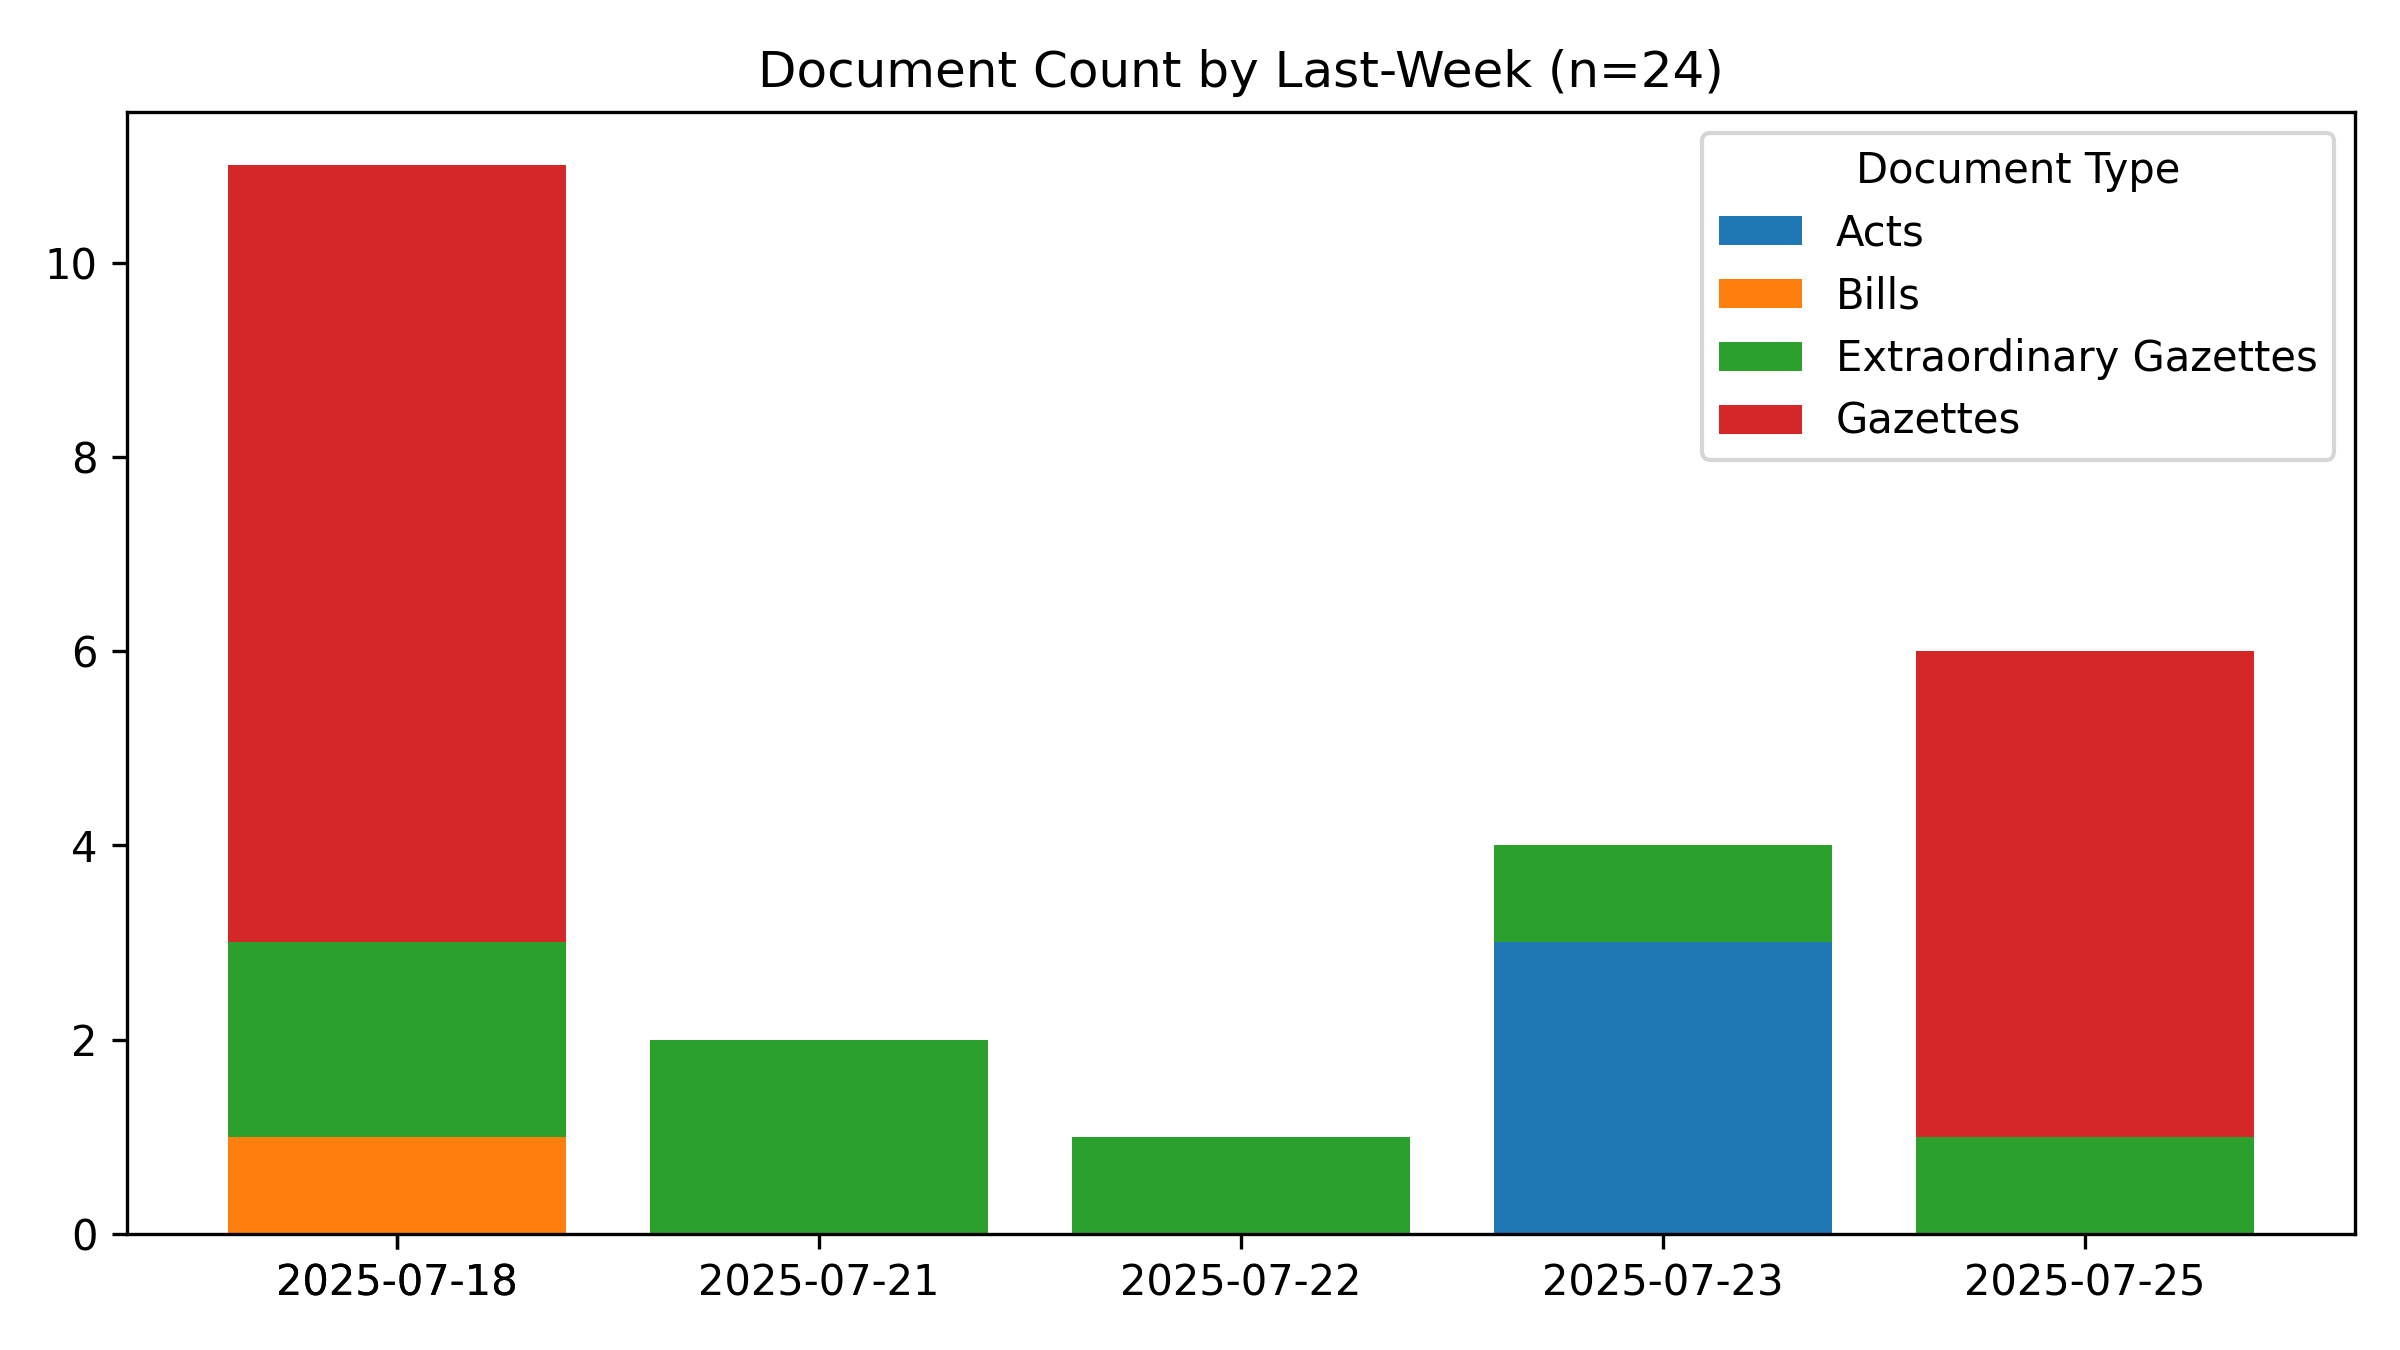 Document Count by Last-Week (n=24)
Document Type
Acts
Bills
Extraordinary Gazettes
Gazettes
10
8
6
4
2
0
2025-07-18
2025-07-21
2025-07-22
2025-07-23
2025-07-25